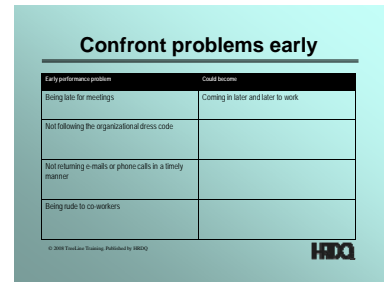 Confront problems early
Early performance problem
Could become
Being late for meetings
Coming in later and later to work
Not following the organizational dress code
Not returning e-mails or phone calls in a timely
manner
Being rude to co-workers
© 2008 TreeLine Training. Published by HRDQ
HRDQ